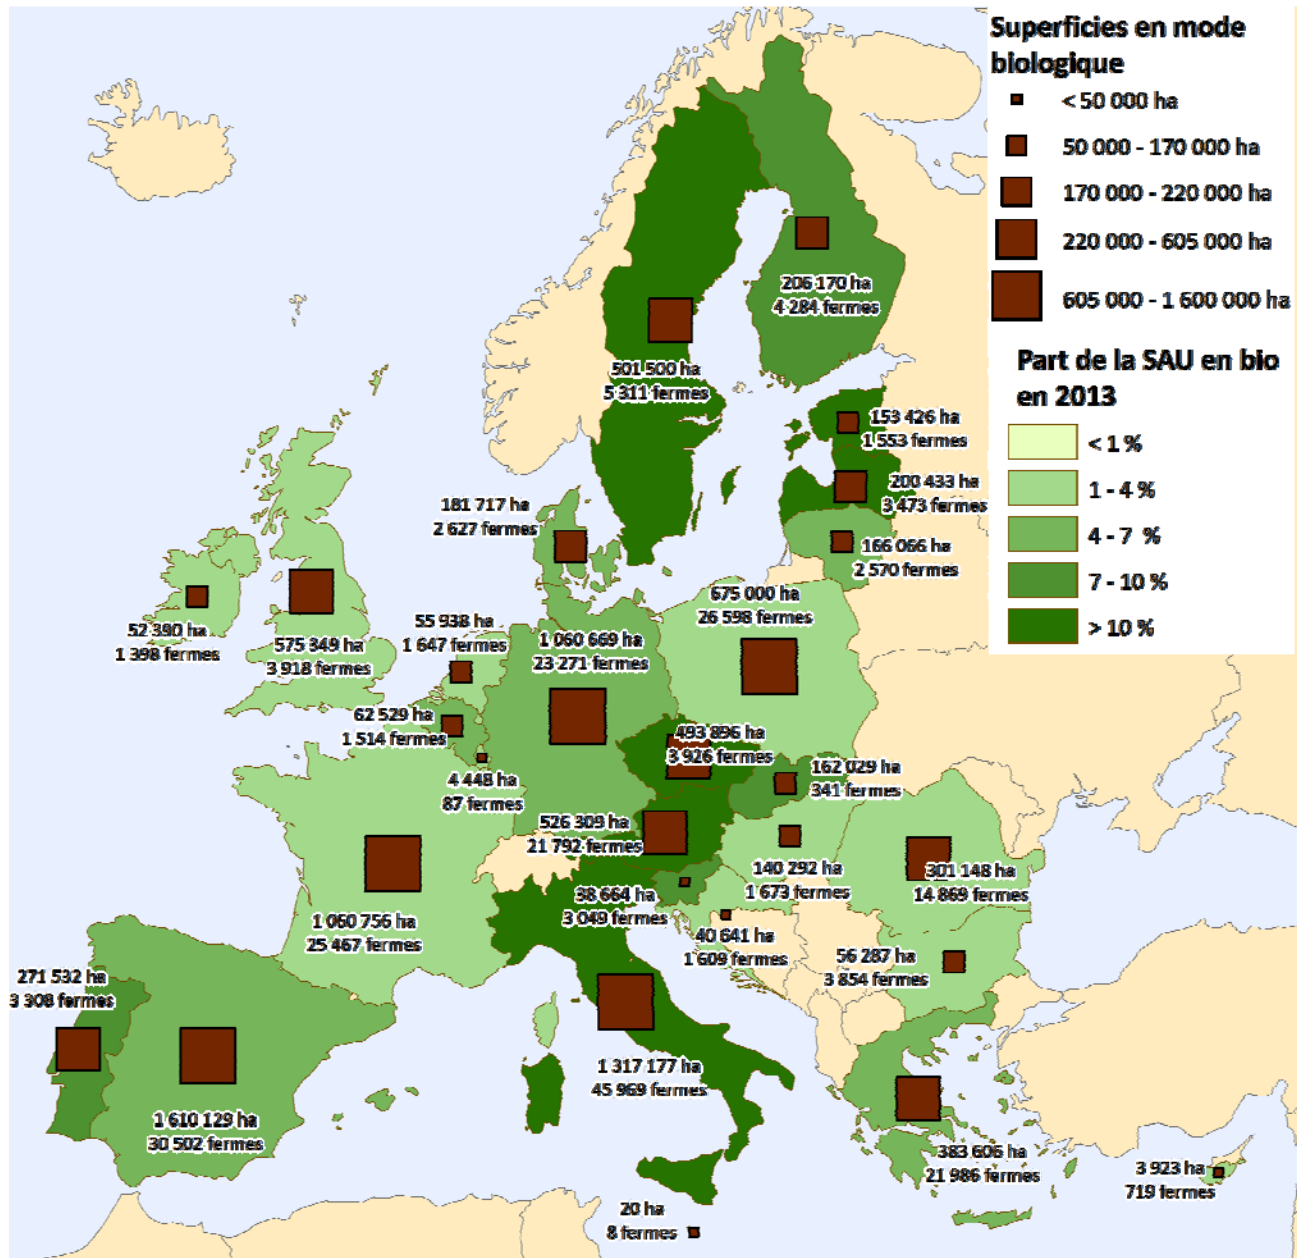 Superficies en mode
biologique
< 50 000 ha
50 000 - 170 000 ha
170 000 - 220 000 ha
220 000 - 605 000 ha
605 000 - 1 600 000 ha
Part de la SAU en bio
en 2013
< 1 %
1 - 4 %
4 - 7 %
7 - 10 %
> 10 %
206 170 ha
4 284 fermes
501 500 ha
5 311 fermes
153 426 ha
1 553 fermes
200 433 ha
3 473 fermes
166 066 ha
2 570 fermes
181 717 ha
2 627 fermes
675 000 ha
26 598 fermes
52 390 ha
1 398 fermes
575 349 ha
3 918 fermes
55 938 ha
1 647 fermes
1 060 669 ha
23 271 fermes
62 529 ha
1 514 fermes
4 448 ha
87 fermes
493 896 ha
3 926 fermes
162 029 ha
341 fermes
526 309 ha
21 792 fermes
140 292 ha
1 673 fermes
301 148 ha
14 869 fermes
38 664 ha
3 049 fermes
40 641 ha
1 609 fermes
1 060 756 ha
25 467 fermes
56 287 ha
3 854 fermes
271 532 ha
3 308 fermes
1 610 129 ha
30 502 fermes
1 317 177 ha
45 969 fermes
383 606 ha
21 986 fermes
3 923 ha
719 fermes
20 ha
8 fermes